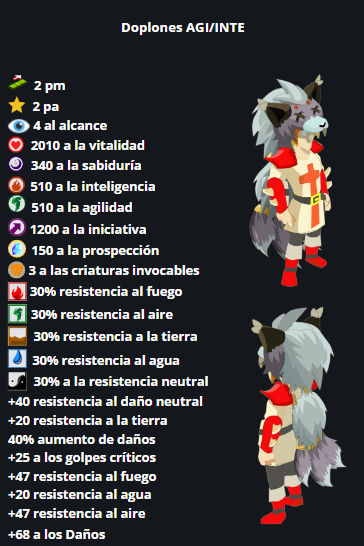 Doplones AGI/INTE
2 pm
2 pa
4 al alcance
2010 a la vitalidad
340 a la sabiduría
510 a la inteligencia
510 a la agilidad
1200 a la iniciativa
150 a la prospección
3 a las criaturas invocables
30% resistencia al fuego
30% resistencia al aire
30% resistencia a la tierra
30% resistencia al agua
30% a la resistencia neutral
+40 resistencia al daño neutral
+20 resistencia a la tierra
40% aumento de daños
+25 a los golpes críticos
+47 resistencia al fuego
+20 resistencia al agua
+47 resistencia al aire
+68 a los Daños